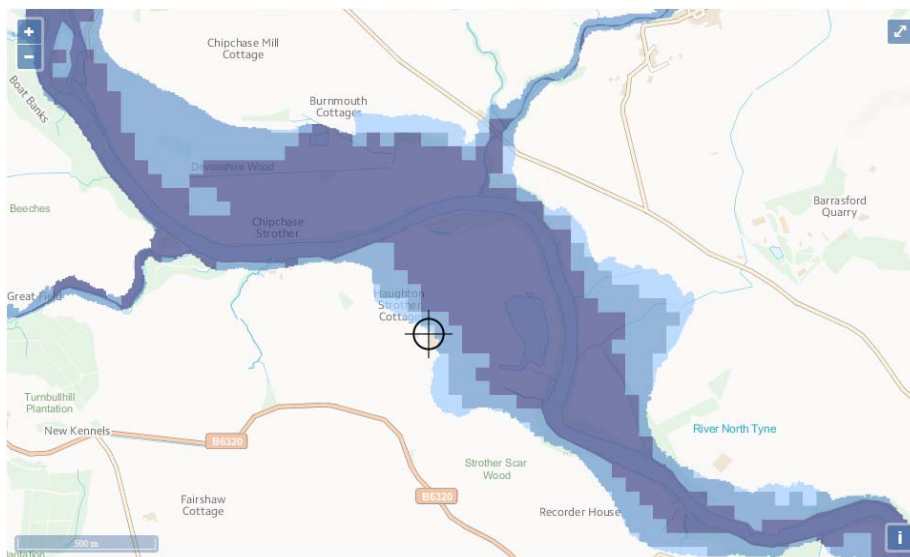 +
−
Chipchase Mill
Cottage
Boat Banks
Burnmouth
Cottages
Devonshire Wood
Beeches
Barrasford
Quarry
Chipchase
Strother
Great Field
Haughton
Strother
Cottage
Turnbullhill
Plantation
New Kennels
B6320
River North Tyne
Strother Scar
Wood
B6320
Fairshaw
Cottage
Recorder House
500 m
Plantation
i